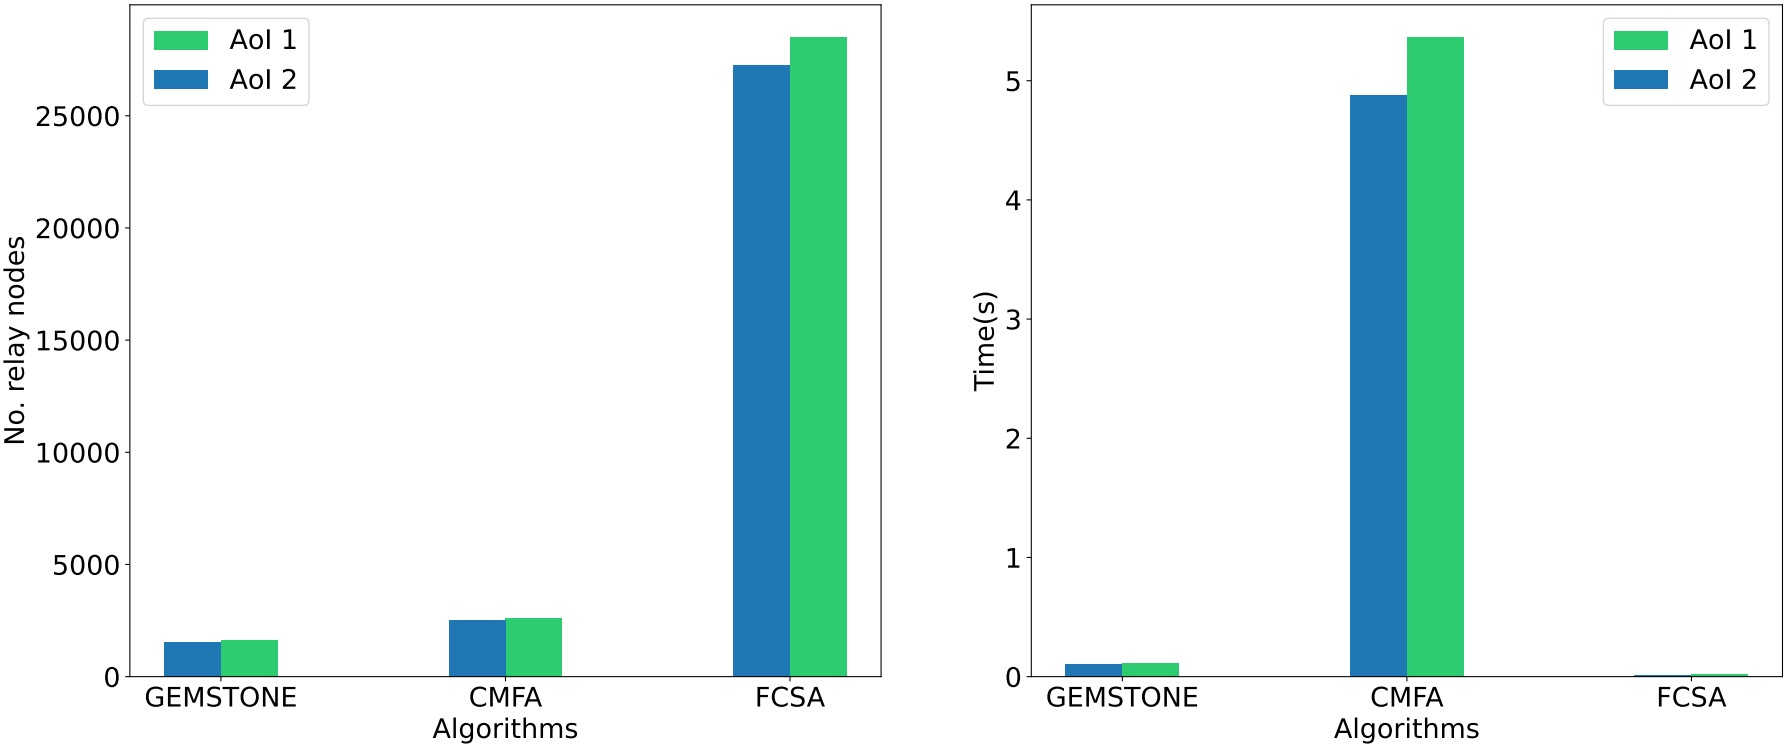 AoI 1
AoI 2
25000
20000
15000
10000
5000
0
No. relay nodes
GEMSTONE CMFA FCSA
Algorithms
AoI 1
AoI 2
5
4
3
2
1
0
Time(s)
GEMSTONE CMFA FCSA
Algorithms